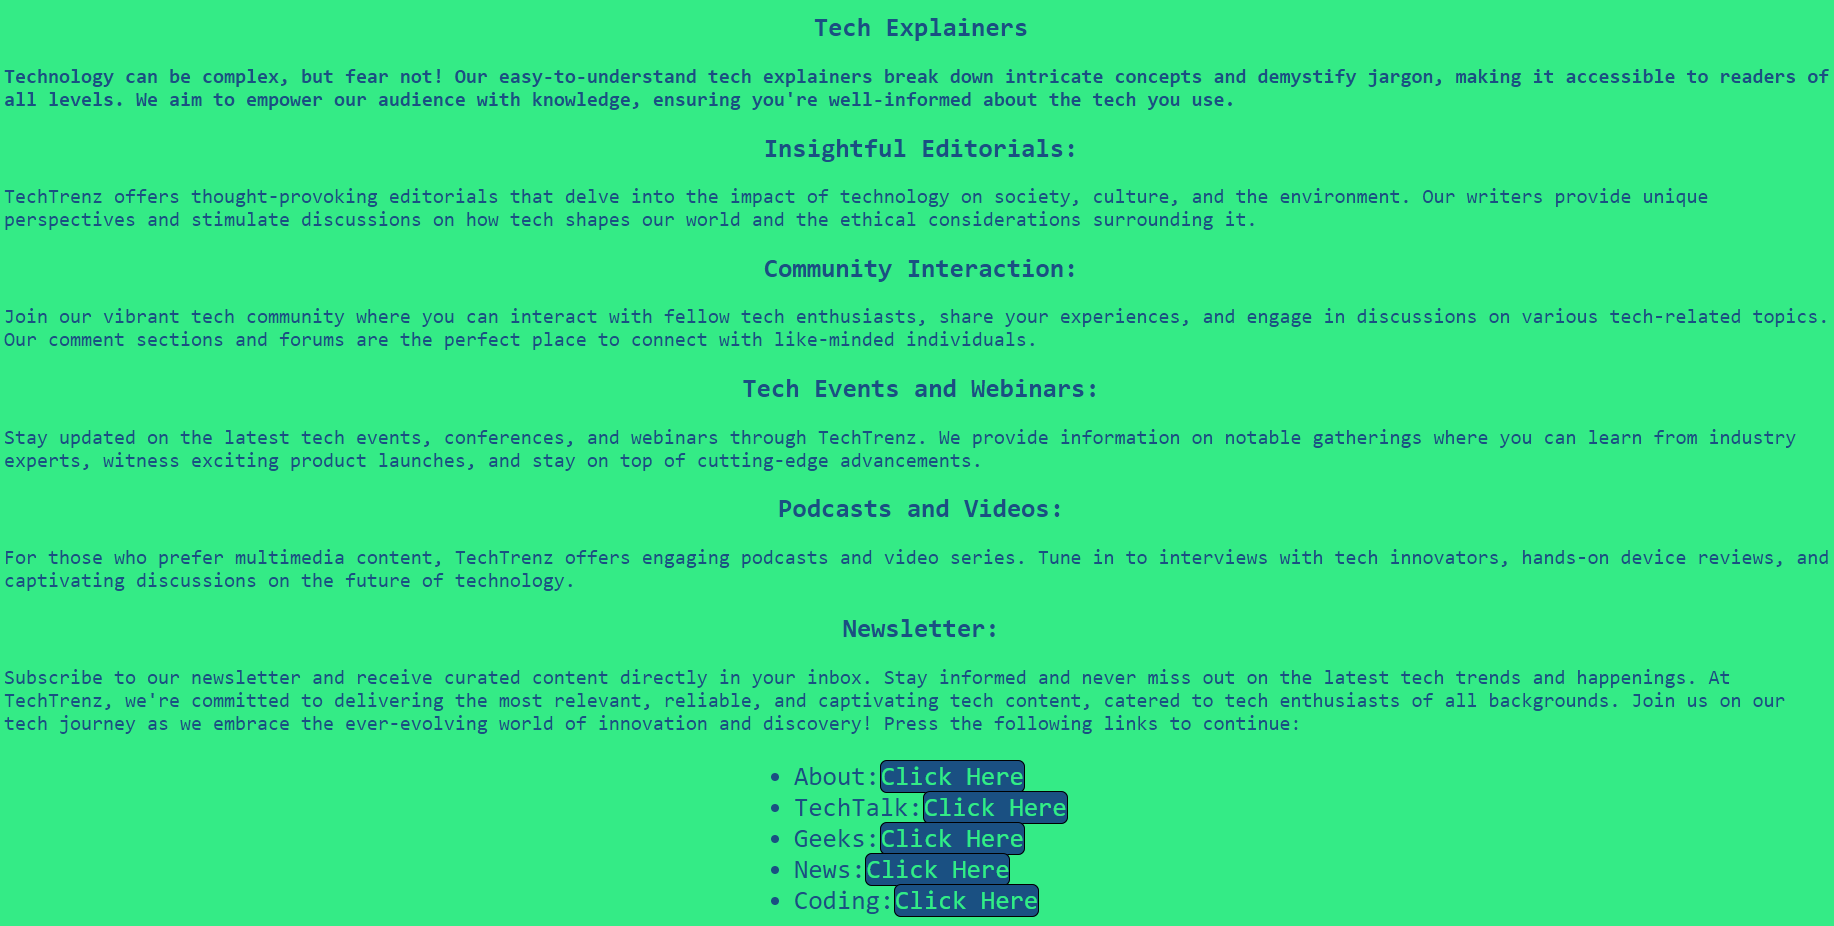 Tech Explainers
Technology can be complex, but fear not! Our easy-to-understand tech explainers break down intricate concepts and demystify jargon, making it accessible to readers of
all levels. We aim to empower our audience with knowledge, ensuring you're well-informed about the tech you use.
Insightful Editorials:
TechTrenz offers thought-provoking editorials that delve into the impact of technology on society, culture, and the environment. Our writers provide unique
perspectives and stimulate discussions on how tech shapes our world and the ethical considerations surrounding it.
Community Interaction:
Join our vibrant tech community where you can interact with fellow tech enthusiasts, share your experiences, and engage in discussions on various tech-related topics.
Our comment sections and forums are the perfect place to connect with like-minded individuals.
Tech Events and Webinars:
Stay updated on the latest tech events, conferences, and webinars through TechTrenz. We provide information on notable gatherings where you can learn from industry
experts, witness exciting product launches, and stay on top of cutting-edge advancements.
Podcasts and Videos:
For those who prefer multimedia content, TechTrenz offers engaging podcasts and video series. Tune in to interviews with tech innovators, hands-on device reviews, and
captivating discussions on the future of technology.
Newsletter:
Subscribe to our newsletter and receive curated content directly in your inbox. Stay informed and never miss out on the latest tech trends and happenings. At
TechTrenz, we're committed to delivering the most relevant, reliable, and captivating tech content, catered to tech enthusiasts of all backgrounds. Join us on our
tech journey as we embrace the ever-evolving world of innovation and discovery! Press the following links to continue:
• About:Click Here
• TechTalk:Click Here
• Geeks:Click Here
• News:Click Here
• Coding:Click Here